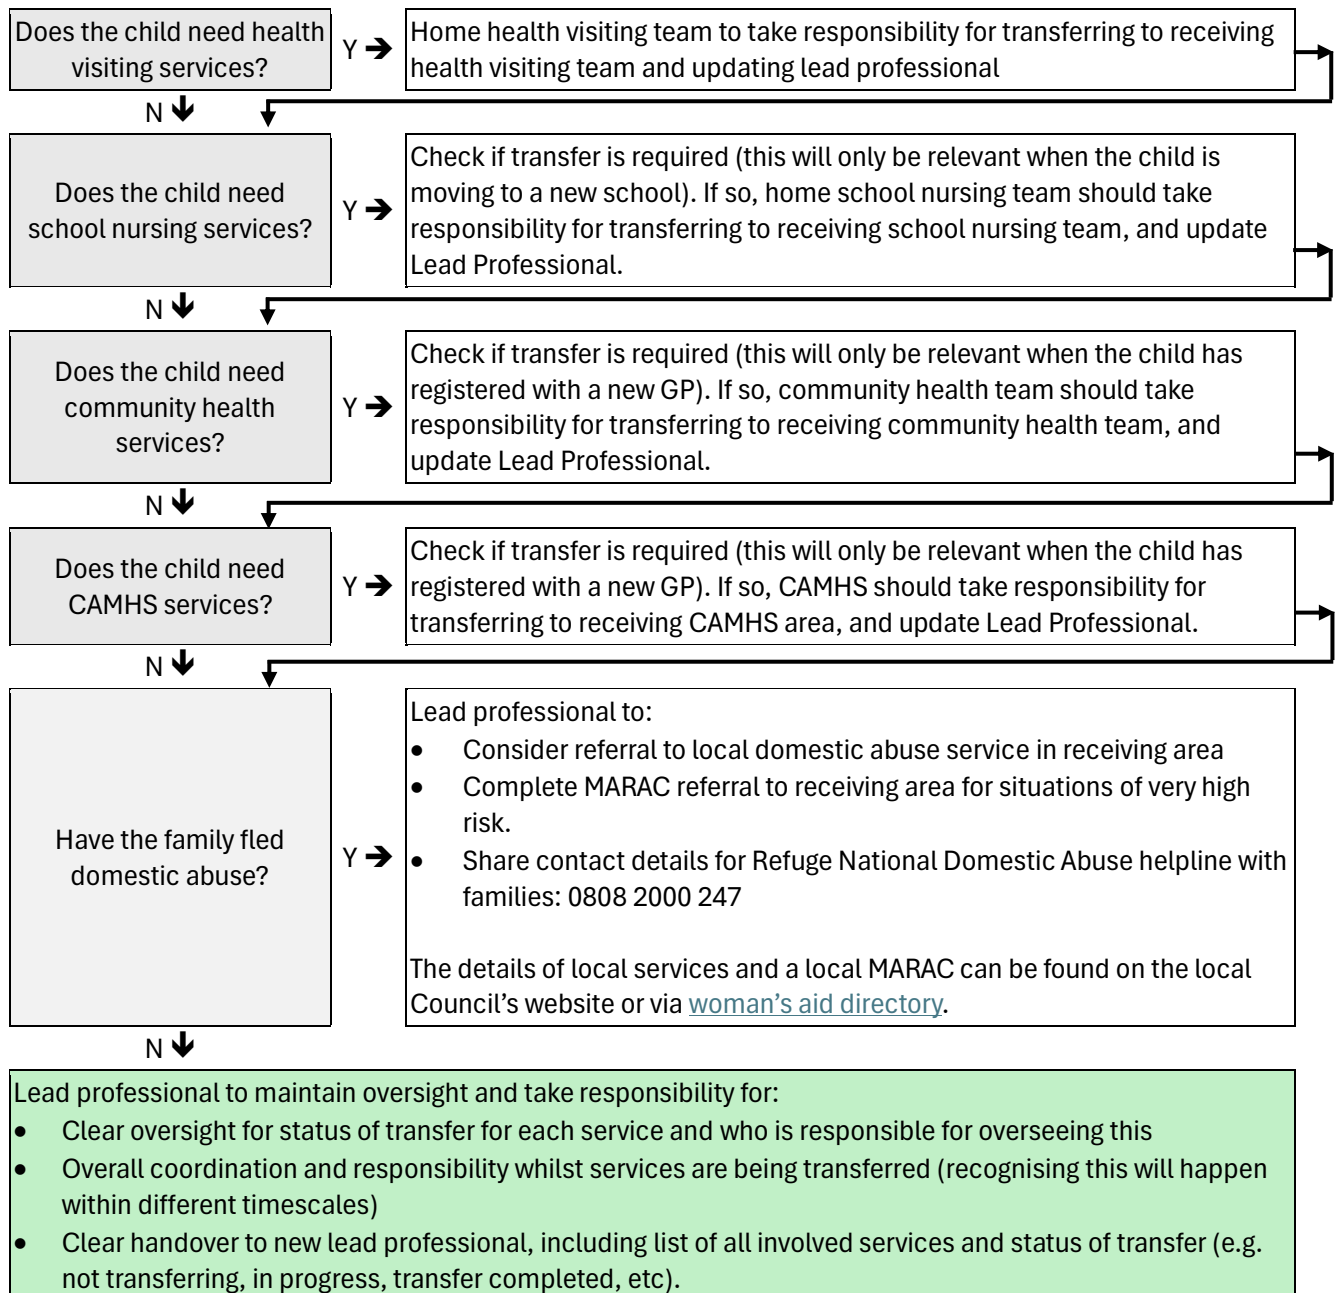 Does the child need health
visiting services?
Y ➔
Home health visiting team to take responsibility for transferring to receiving
health visiting team and updating lead professional
N 🡻
Does the child need
school nursing services?
Y ➔
Check if transfer is required (this will only be relevant when the child is
moving to a new school). If so, home school nursing team should take
responsibility for transferring to receiving school nursing team, and update
Lead Professional.
N 🡻
Does the child need
community health
services?
Y ➔
Check if transfer is required (this will only be relevant when the child has
registered with a new GP). If so, community health team should take
responsibility for transferring to receiving community health team, and
update Lead Professional.
N 🡻
Does the child need
CAMHS services?
Y ➔
Check if transfer is required (this will only be relevant when the child has
registered with a new GP). If so, CAMHS should take responsibility for
transferring to receiving CAMHS area, and update Lead Professional.
N 🡻
Have the family fled
domestic abuse?
Y ➔
Lead professional to:
• Consider referral to local domestic abuse service in receiving area
• Complete MARAC referral to receiving area for situations of very high
risk.
• Share contact details for Refuge National Domestic Abuse helpline with
families: 0808 2000 247
The details of local services and a local MARAC can be found on the local
Council's website or via woman's aid directory.
N 🡻
Lead professional to maintain oversight and take responsibility for:
• Clear oversight for status of transfer for each service and who is responsible for overseeing this
• Overall coordination and responsibility whilst services are being transferred (recognising this will happen
within different timescales)
• Clear handover to new lead professional, including list of all involved services and status of transfer (e.g.
not transferring, in progress, transfer completed, etc).